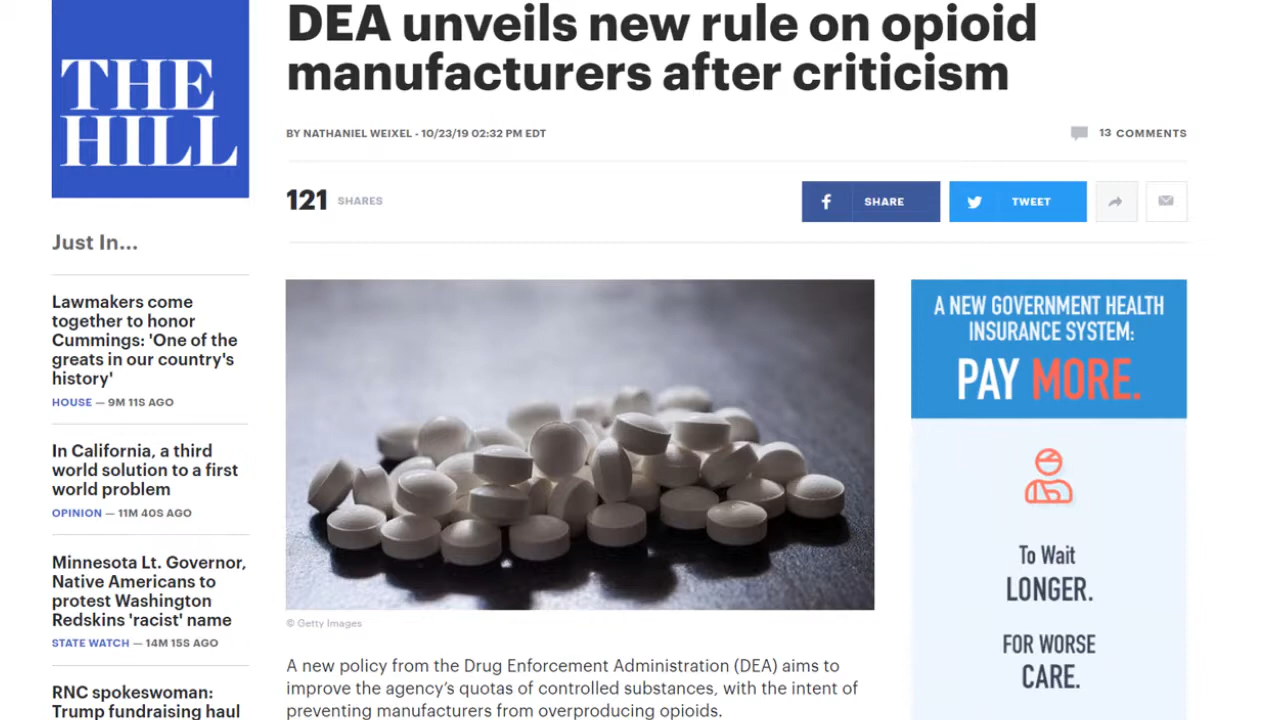 DEA unveils new rule on opioid
manufacturers after criticism
THE
HILL
BY NATHANIEL WEIXEL - 10/23/19 02:32 PM EDT
13 COMMENTS
121 SHARES
SHARE
TWEET
Just In...
Lawmakers come
together to honor
Cummings: 'One of the
greats in our country's
history'
HOUSE — 9M 11S AGO
In California, a third
world solution to a first
world problem
OPINION — 11M 40S AGO
Minnesota Lt. Governor,
Native Americans to
protest Washington
Redskins 'racist' name
STATE WATCH — 14M 15S AGO
RNC spokeswoman:
Trump fundraising haul
© Getty Images
A new policy from the Drug Enforcement Administration (DEA) aims to
improve the agency’s quotas of controlled substances, with the intent of
preventing manufacturers from overproducing opioids.
A NEW GOVERNMENT HEALTH
INSURANCE SYSTEM:
PAY MORE.
To Wait
LONGER.
FOR WORSE
CARE.